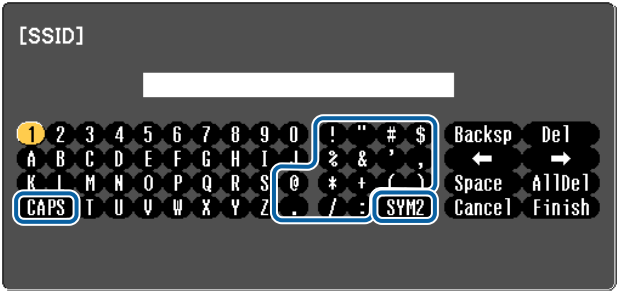 [SSID]
1 2 3 4 5 6 7 8 9 0 ! " # $ Backsp Del
A B C D E F G H I J % & ' , ← →
K L M N O P Q R S @ * + ( ) Space AllDel
CAPS T U V W X Y Z . / : SYM2 Cancel Finish